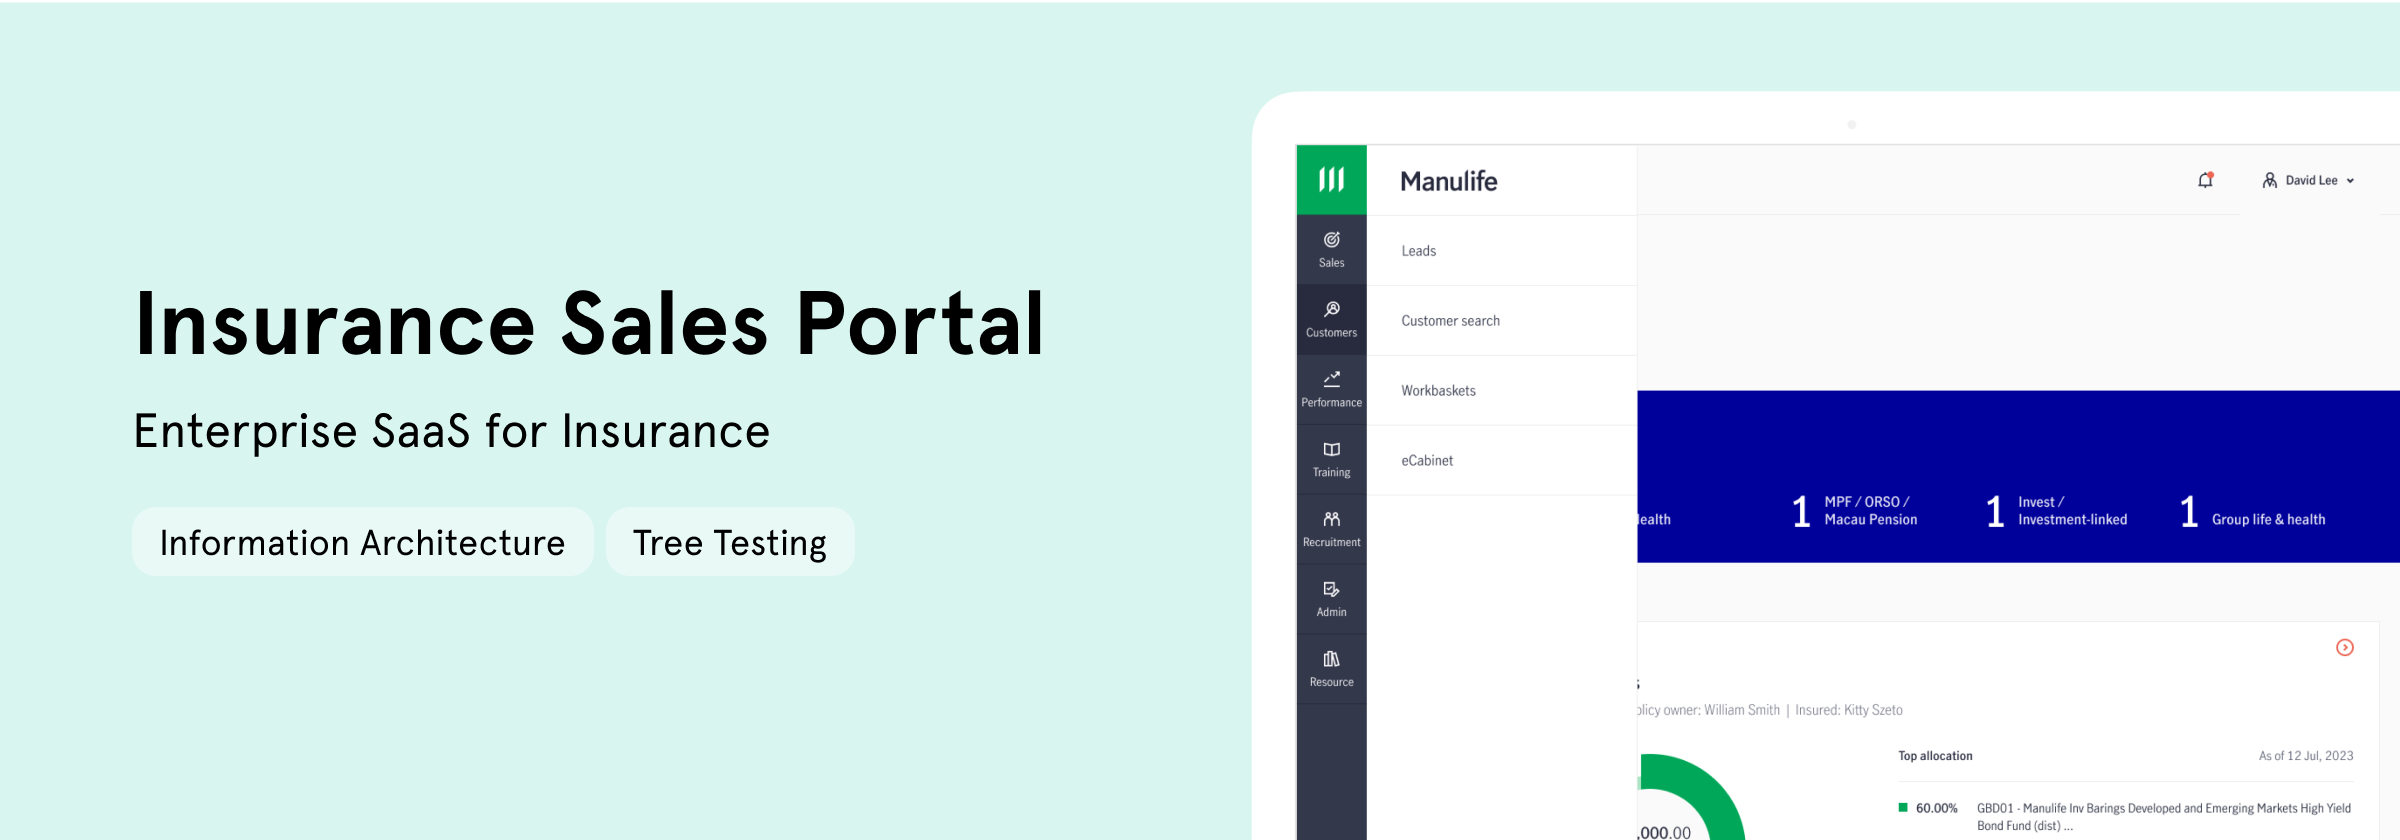 Insurance Sales Portal
Enterprise SaaS for Insurance
Information Architecture
Tree Testing
Manulife
David Lee
Sales
Customers
Performance
Training
Recruitment
Admin
Resource
Leads
Customer search
Workbaskets
eCabinet
1 MPF / ORSO /
Macau Pension
1 Invest /
Investment-linked
1 Group life & health
owner: William Smith | Insured: Kitty Szeto
Top allocation
As of 12 Jul, 2023
60.00%
GBD01 - Manulife Inv Barings Developed and Emerging Markets High Yield
Bond Fund (dist) ...
,000.00